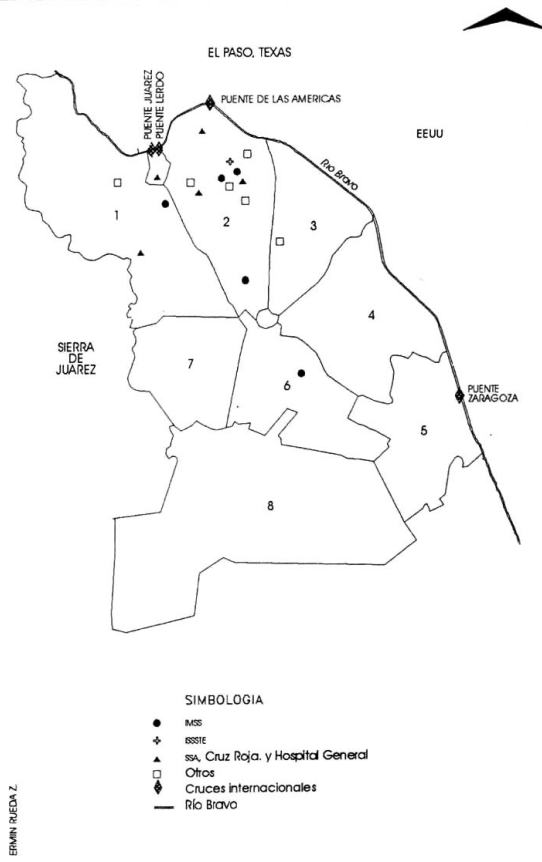 EL PASO, TEXAS
PUENTE JUAREZ
PUENTE LERDO
PUENTE DE LAS AMERICAS
EEUU
Río Bravo
1
2
3
4
SIERRA
DE
JUAREZ
7
6
PUENTE
ZARAGOZA
5
8
SIMBOLOGIA
IMSS
ISSSTE
SSA, Cruz Roja. y Hospital General
Otros
Cruces internacionales
Río Bravo
ERMIN RUEDA Z.